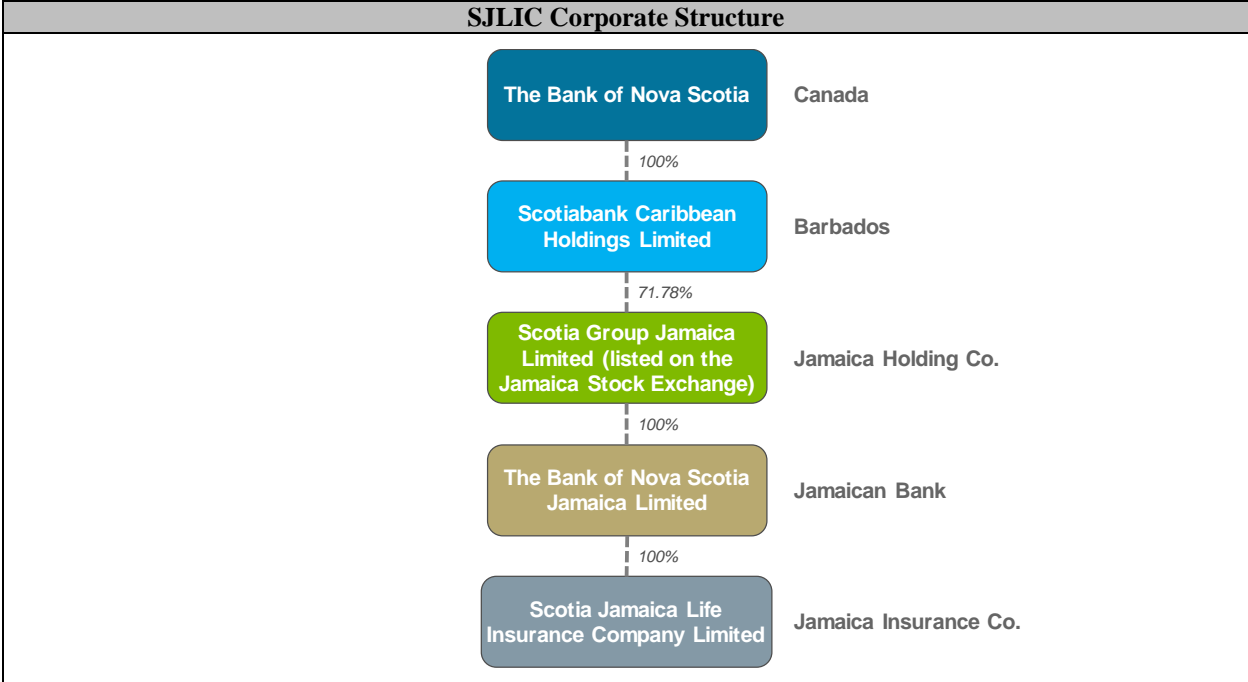 SJLIC Corporate Structure
The Bank of Nova Scotia
Canada
100%
Scotiabank Caribbean
Holdings Limited
Barbados
71.78%
Scotia Group Jamaica
Limited (listed on the
Jamaica Stock Exchange)
Jamaica Holding Co.
100%
The Bank of Nova Scotia
Jamaica Limited
Jamaican Bank
100%
Scotia Jamaica Life
Insurance Company Limited
Jamaica Insurance Co.